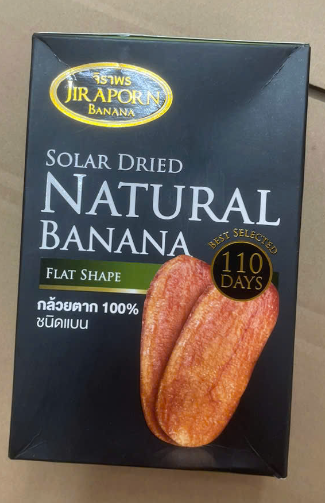 จิราพร
JIRAPORN
BANANA
SOLAR DRIED
NATURAL
BANANA
BEST SELECTED
110
DAYS
FLAT SHAPE
กล้วยตาก 100%
ชนิดแบน